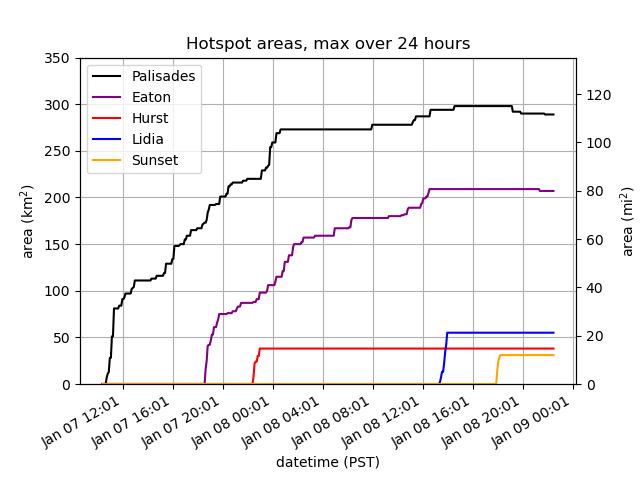 Hotspot areas, max over 24 hours
350
300
250
200
150
100
50
0
area (km²)
Palisades
Eaton
Hurst
Lidia
Sunset
120
100
80
60
40
20
0
area (mi²)
Jan 07 12:01
Jan 07 16:01
Jan 07 20:01
Jan 08 00:01
Jan 08 04:01
Jan 08 08:01
Jan 08 12:01
Jan 08 16:01
Jan 08 20:01
Jan 09 00:01
datetime (PST)